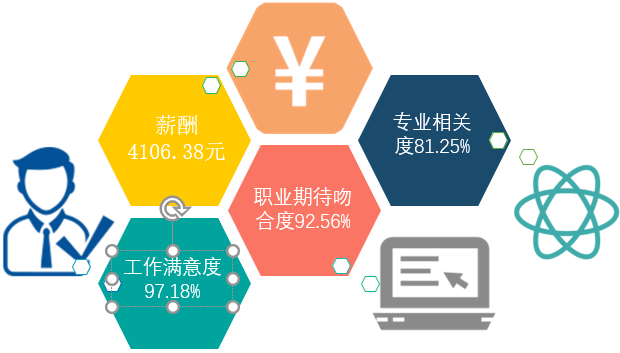 ¥
薪酬
4106.38元
专业相关
度81.25%
职业期待吻
合度92.56%
工作满意度
97.18%